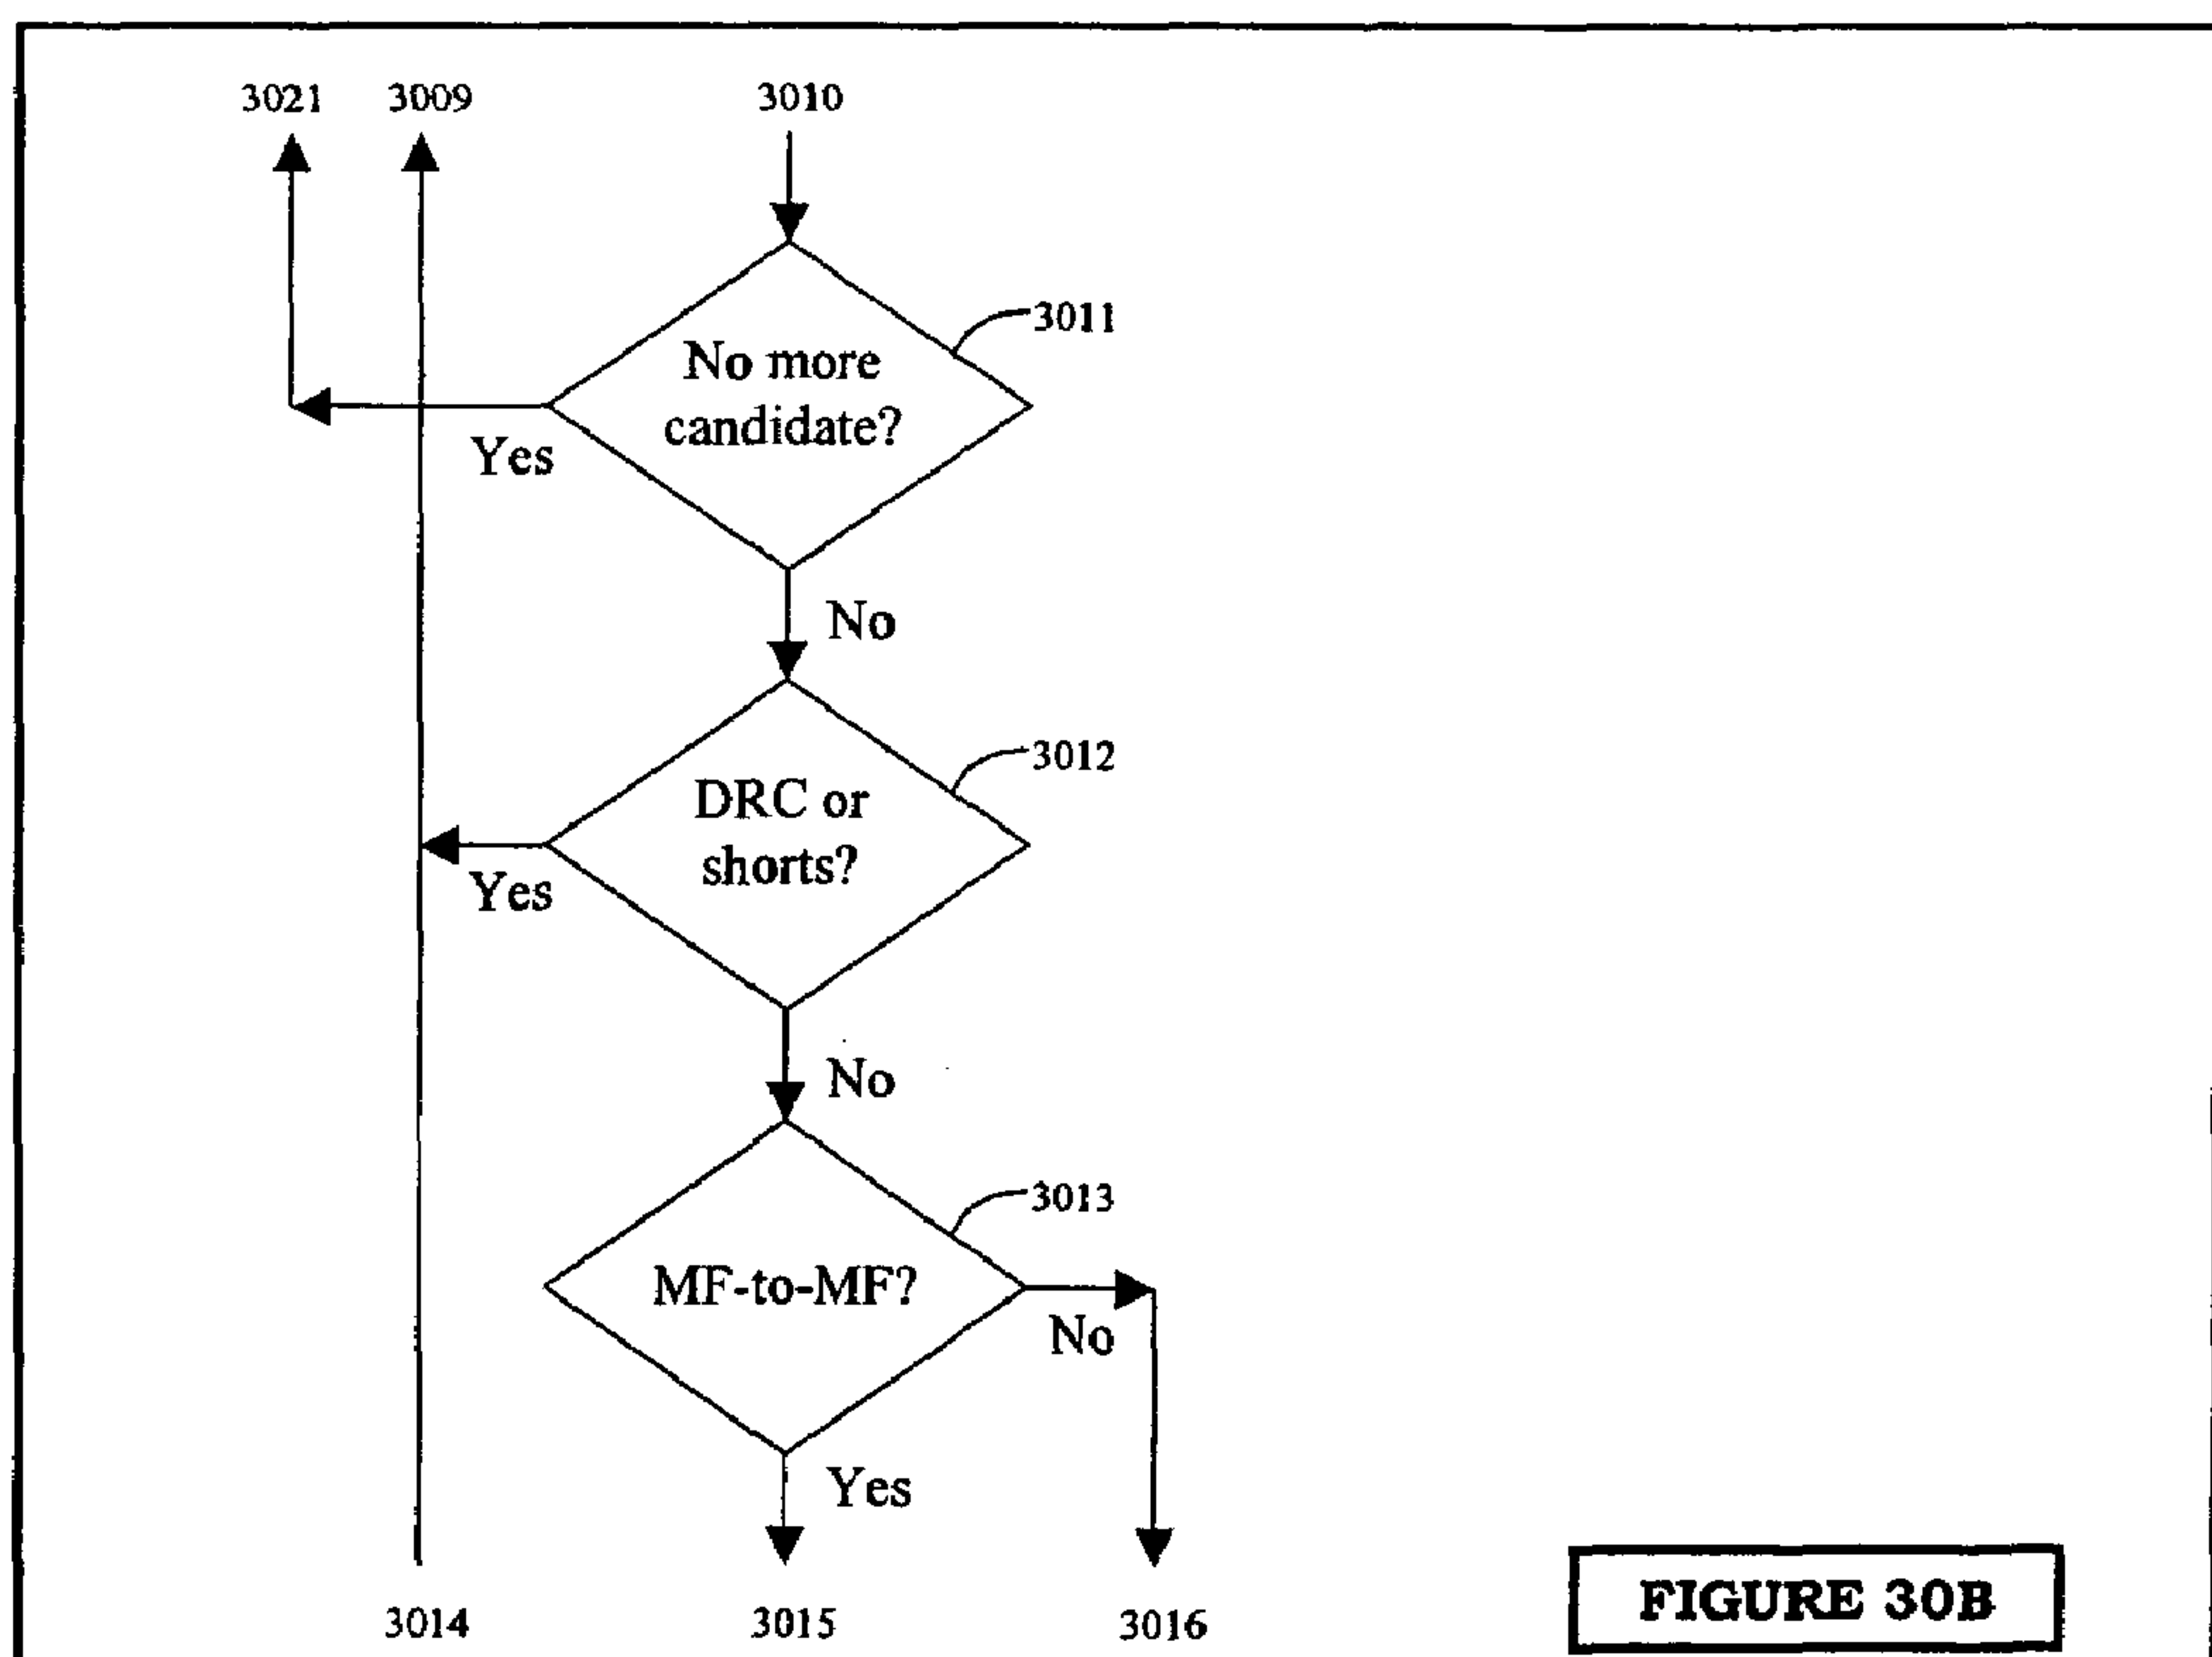 3021 3009 3010
3011
No more
candidate?
Yes
No
3012
DRC or
shorts?
Yes
No
3013
MF-to-MF?
No
Yes
3014 3015 3016
FIGURE 30B